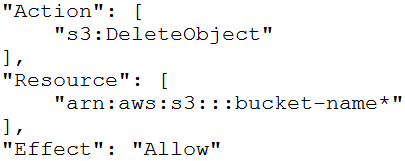 "Action": [
    "s3:DeleteObject"
],
"Resource": [
    "arn:aws:s3:::bucket-name*"
],
"Effect": "Allow"